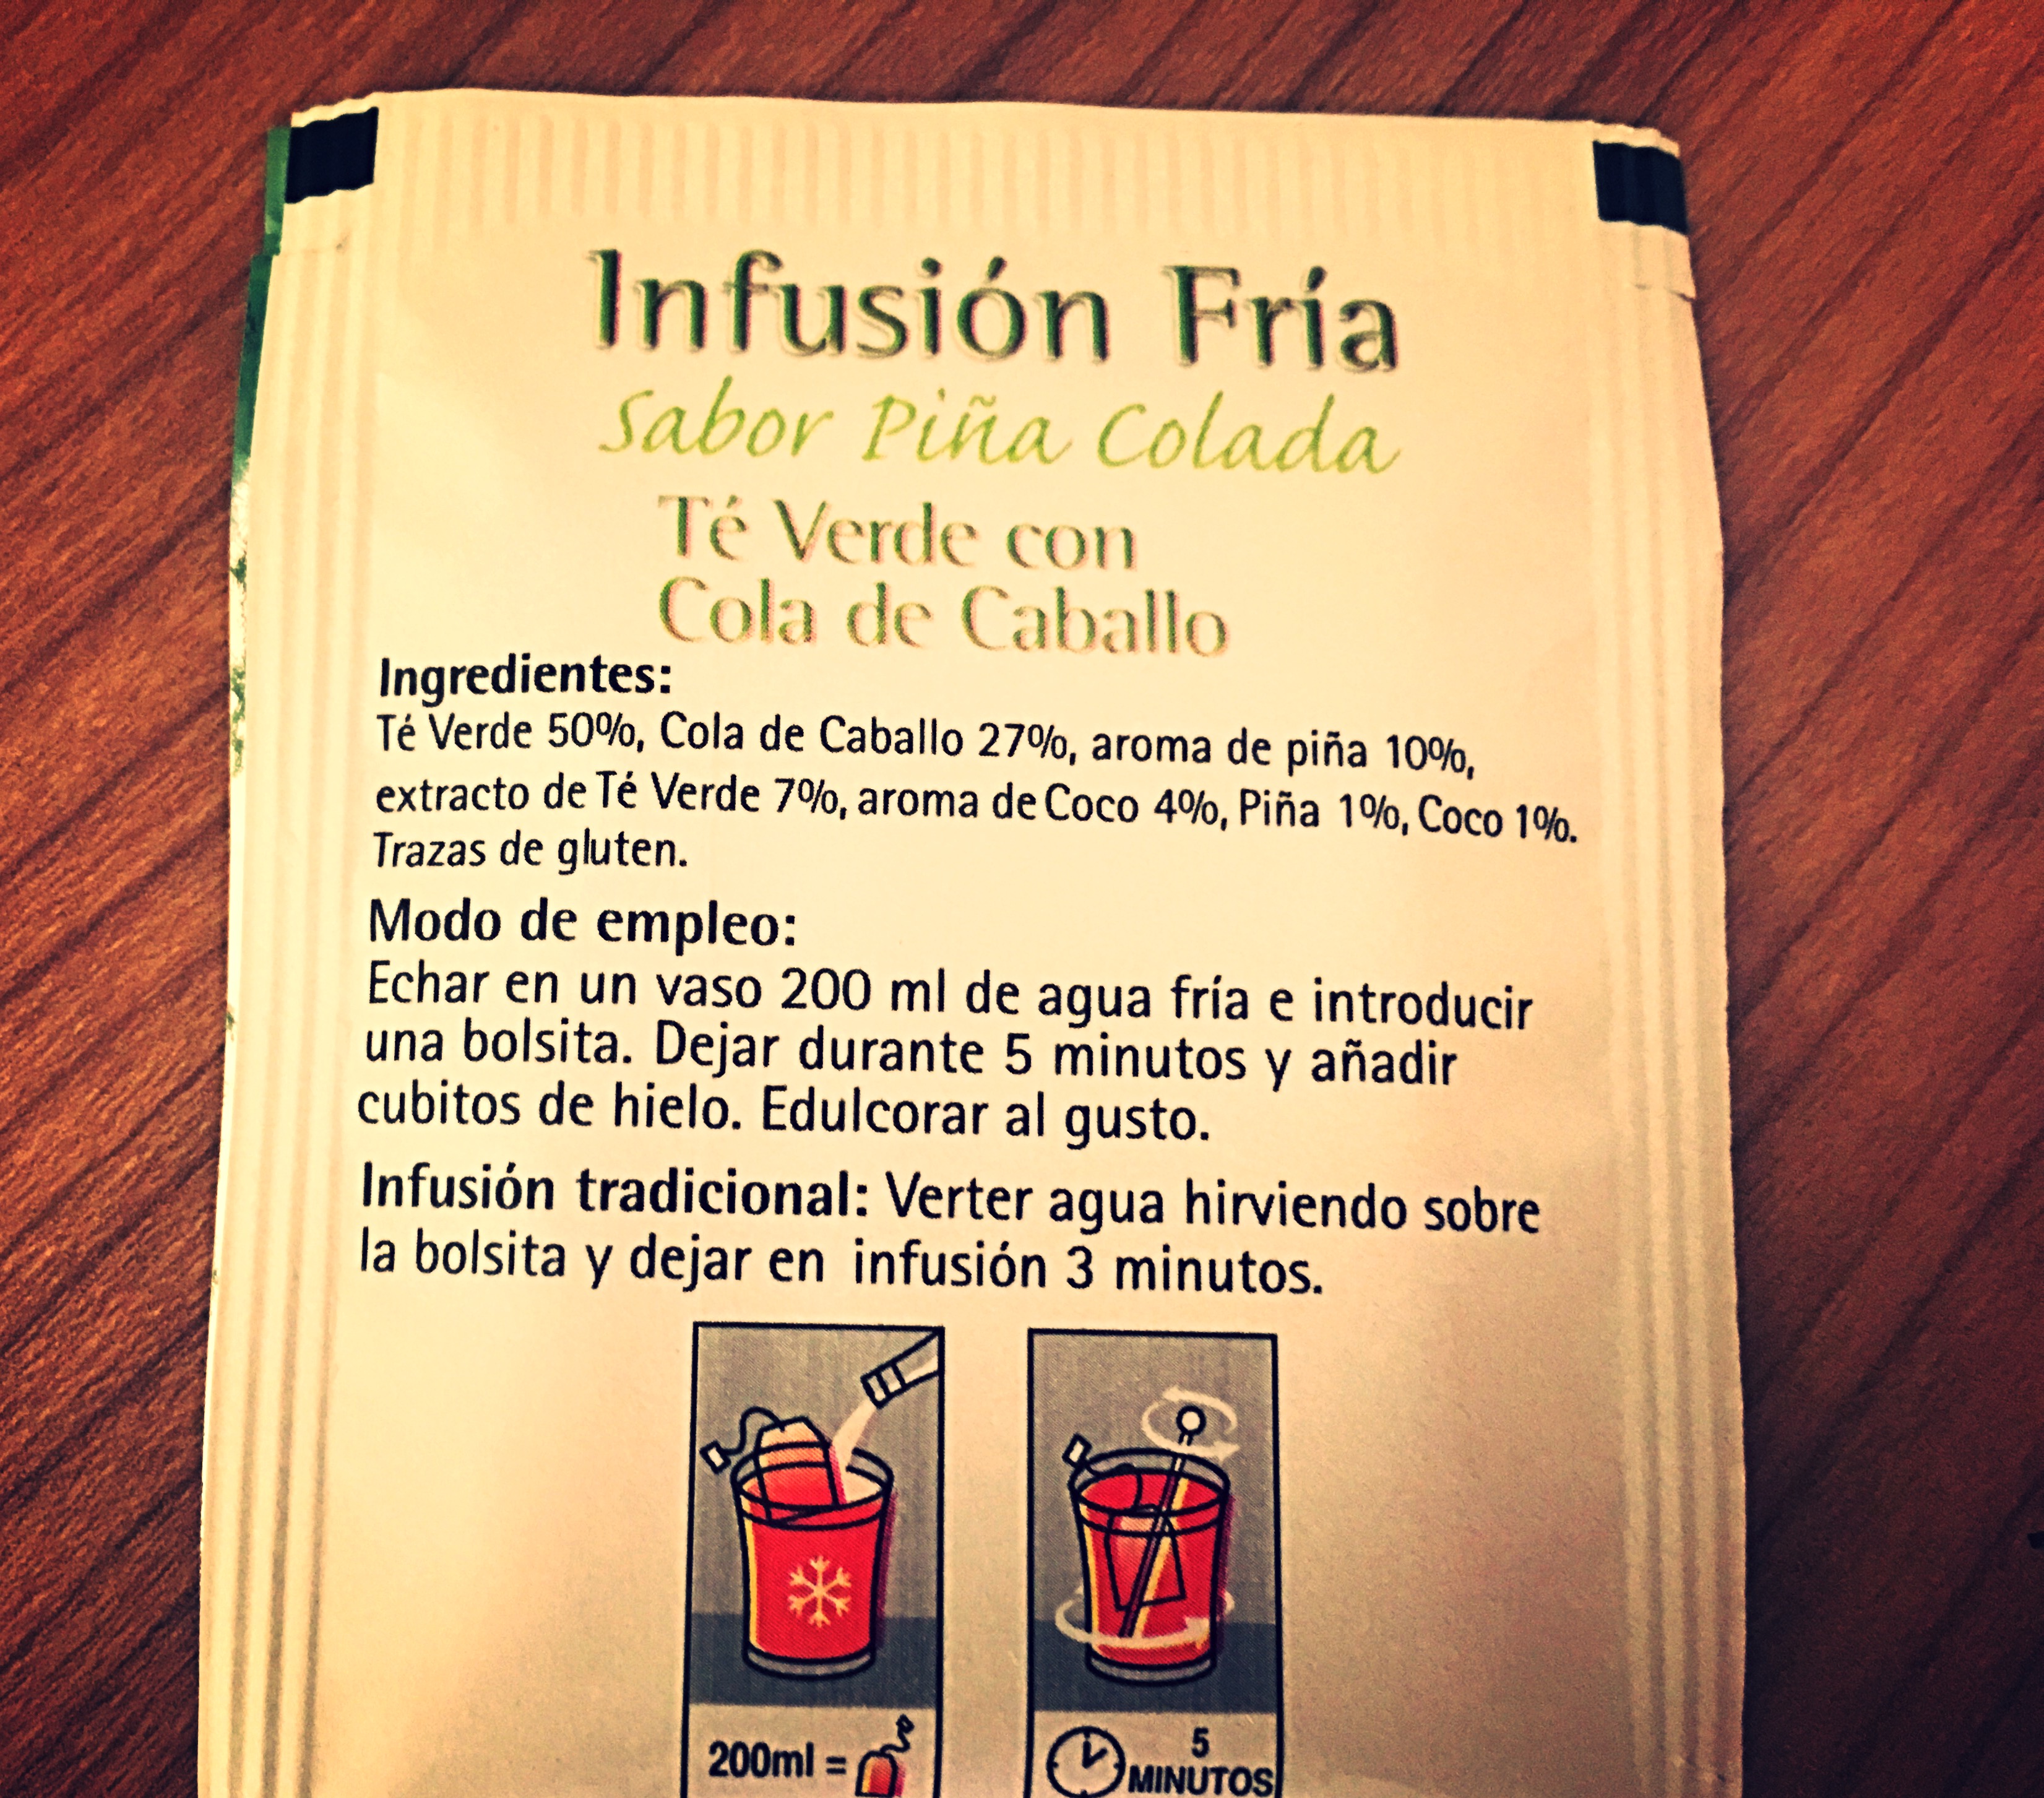 Infusión Fría
Sabor Piña Colada
Té Verde con
Cola de Caballo
Ingredientes:
Té Verde 50%, Cola de Caballo 27%, aroma de piña 10%,
extracto de Té Verde 7%, aroma de Coco 4%, Piña 1%, Coco 1%.
Trazas de gluten.
Modo de empleo:
Echar en un vaso 200 ml de agua fría e introducir
una bolsita. Dejar durante 5 minutos y añadir
cubitos de hielo. Edulcorar al gusto.
Infusión tradicional: Verter agua hirviendo sobre
la bolsita y dejar en infusión 3 minutos.
200ml =
5
MINUTOS